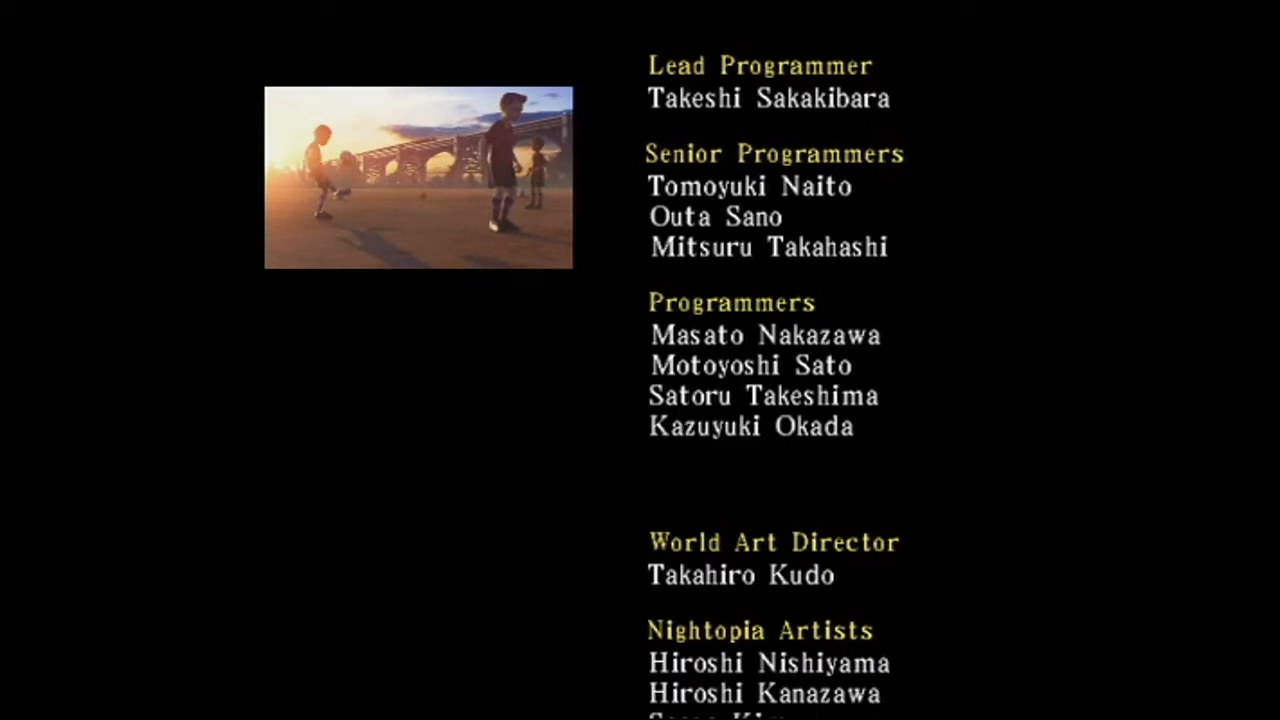 Lead Programmer
Takeshi Sakakibara
Senior Programmers
Tomoyuki Naito
Outa Sano
Mitsuru Takahashi
Programmers
Masato Nakazawa
Motoyoshi Sato
Satoru Takeshima
Kazuyuki Okada
World Art Director
Takahiro Kudo
Nightopia Artists
Hiroshi Nishiyama
Hiroshi Kanazawa